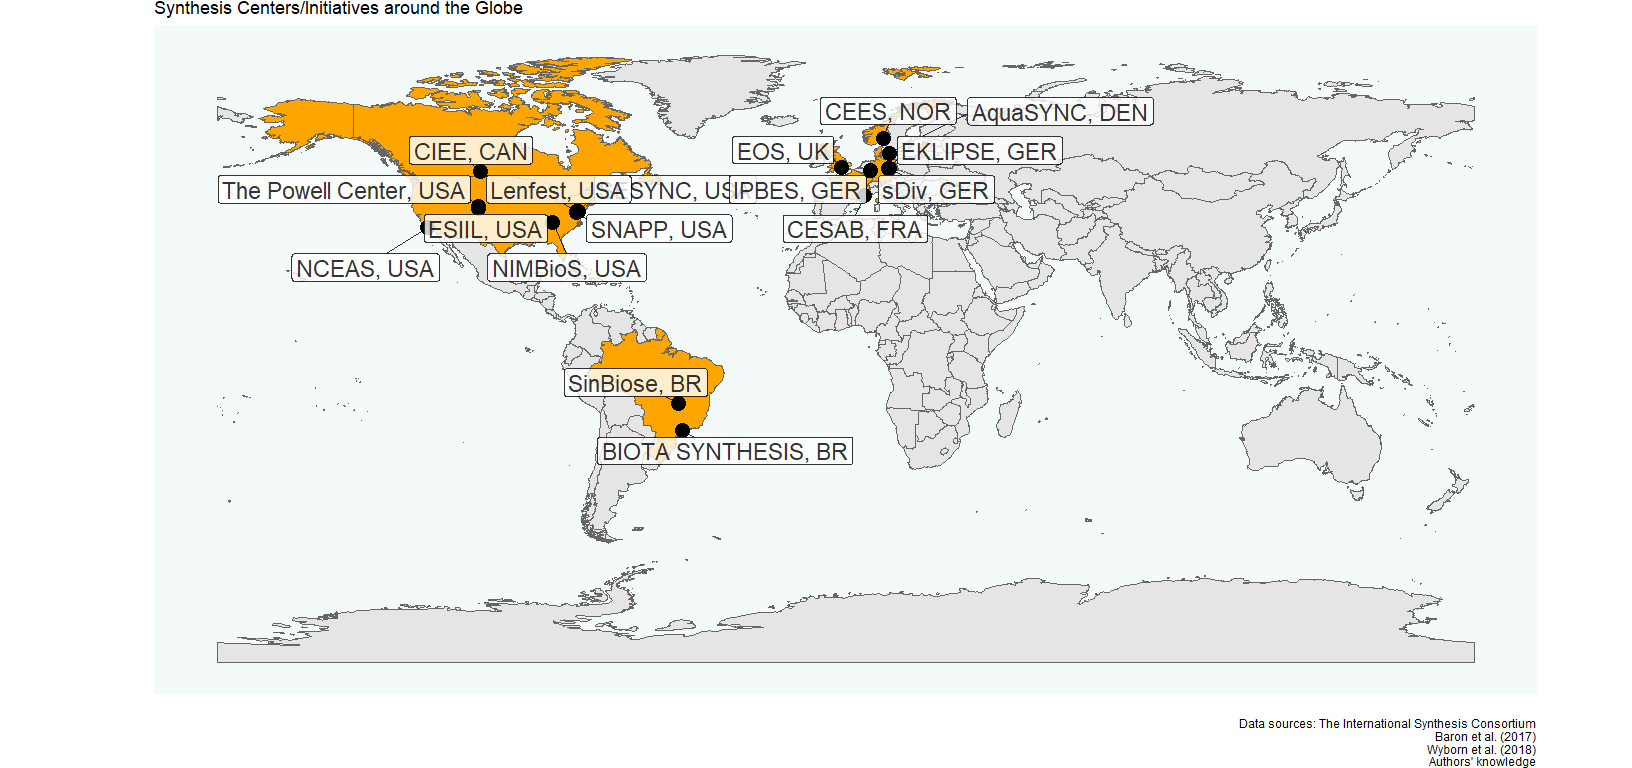 Synthesis Centers/Initiatives around the Globe
CEES, NOR
AquaSYNC, DEN
CIEE, CAN
EOS, UK
EKLIPSE, GER
The Powell Center, USA
Lenfest, USA
SYNC, US
PBES, GER
sDiv, GER
ESIIL, USA
SNAPP, USA
CESAB, FRA
NCEAS, USA
NIMBioS, USA
SinBiose, BR
BIOTA SYNTHESIS, BR
Data sources: The International Synthesis Consortium
Baron et al. (2017)
Wyborn et al. (2018)
Authors' knowledge